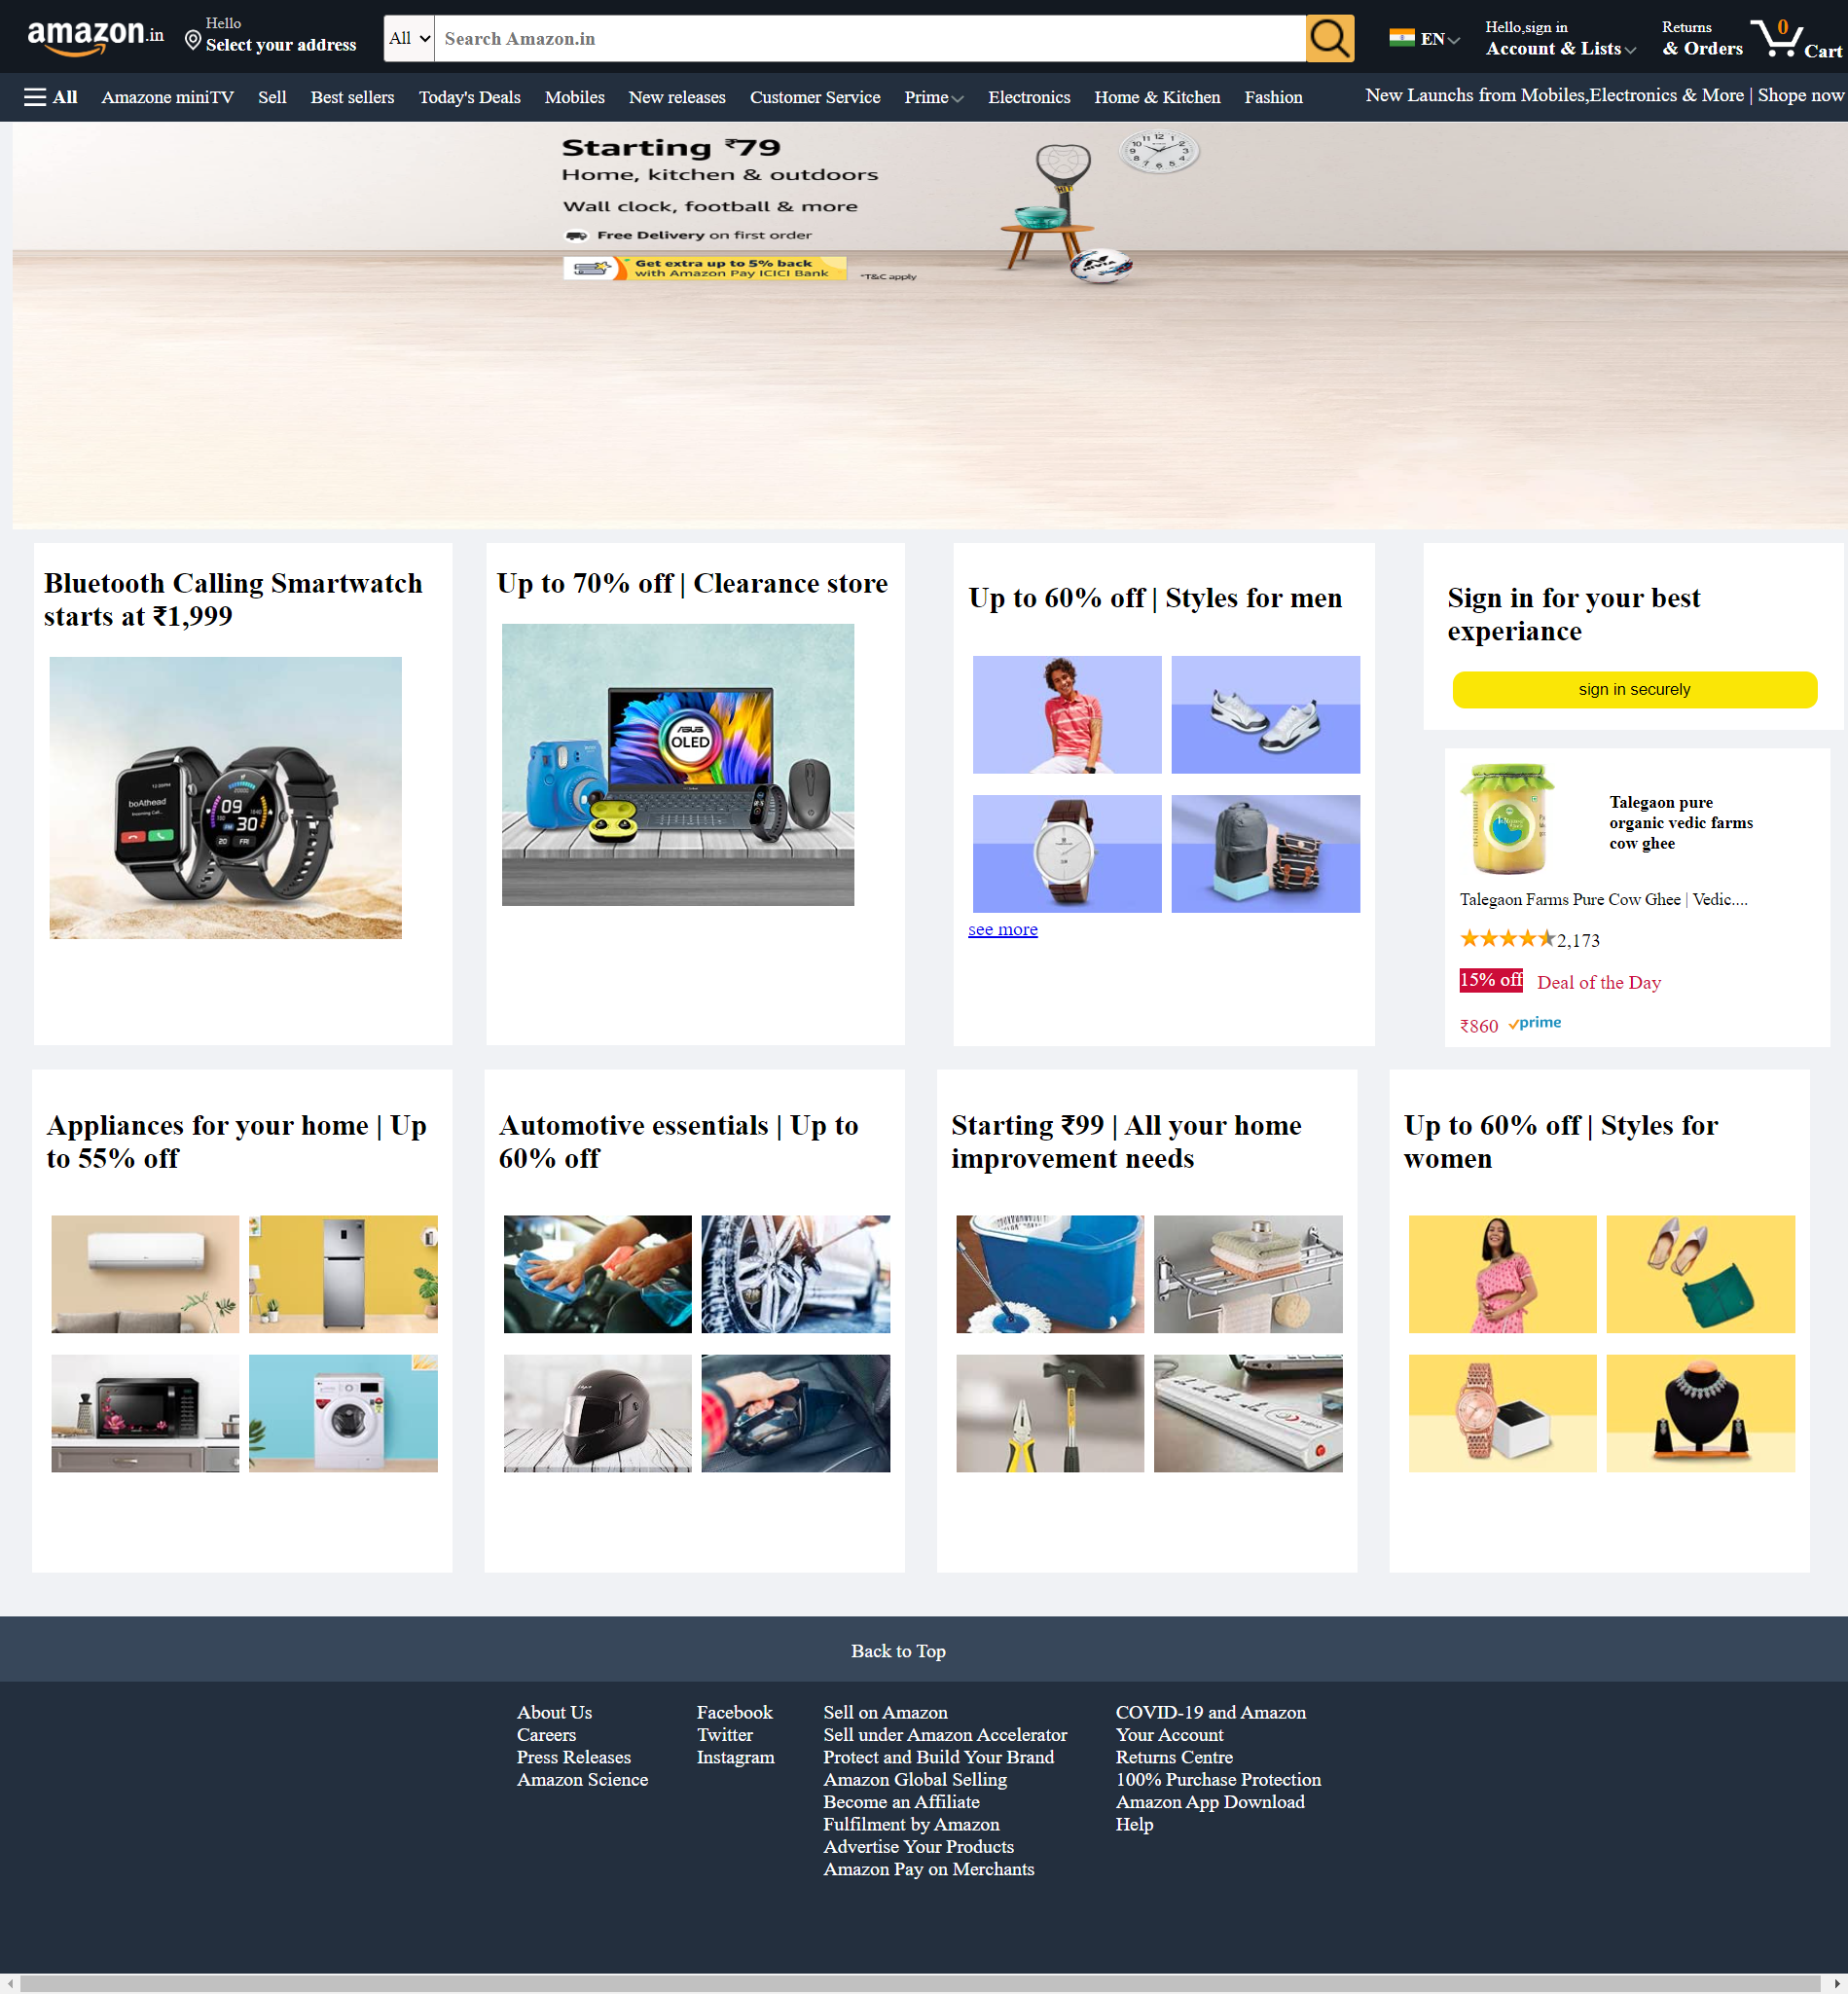 amazon.in
Hello
Select your address
All
Search Amazon.in
EN
Hello,sign in
Account & Lists
Returns
& Orders
0
Cart
All
Amazone miniTV
Sell
Best sellers
Today's Deals
Mobiles
New releases
Customer Service
Prime
Electronics
Home & Kitchen
Fashion
New Launchs from Mobiles,Electronics & More | Shope now
Starting ₹79
Home, kitchen & outdoors
Wall clock, football & more
Free Delivery on first order
Get extra up to 5% back
with Amazon Pay ICICI Bank
*T&C apply
Bluetooth Calling Smartwatch
starts at ₹1,999
boAthead
09
30
20 FRI
Up to 70% off | Clearance store
ASUS
OLED
Up to 60% off | Styles for men
see more
Sign in for your best
experiance
sign in securely
Talegaon pure
organic vedic farms
cow ghee
Talegaon Farms Pure Cow Ghee | Vedic....
2,173
15% off
Deal of the Day
₹860
prime
Appliances for your home | Up
to 55% off
Automotive essentials | Up to
60% off
Starting ₹99 | All your home
improvement needs
Up to 60% off | Styles for
women
Back to Top
About Us
Careers
Press Releases
Amazon Science
Facebook
Twitter
Instagram
Sell on Amazon
Sell under Amazon Accelerator
Protect and Build Your Brand
Amazon Global Selling
Become an Affiliate
Fulfilment by Amazon
Advertise Your Products
Amazon Pay on Merchants
COVID-19 and Amazon
Your Account
Returns Centre
100% Purchase Protection
Amazon App Download
Help